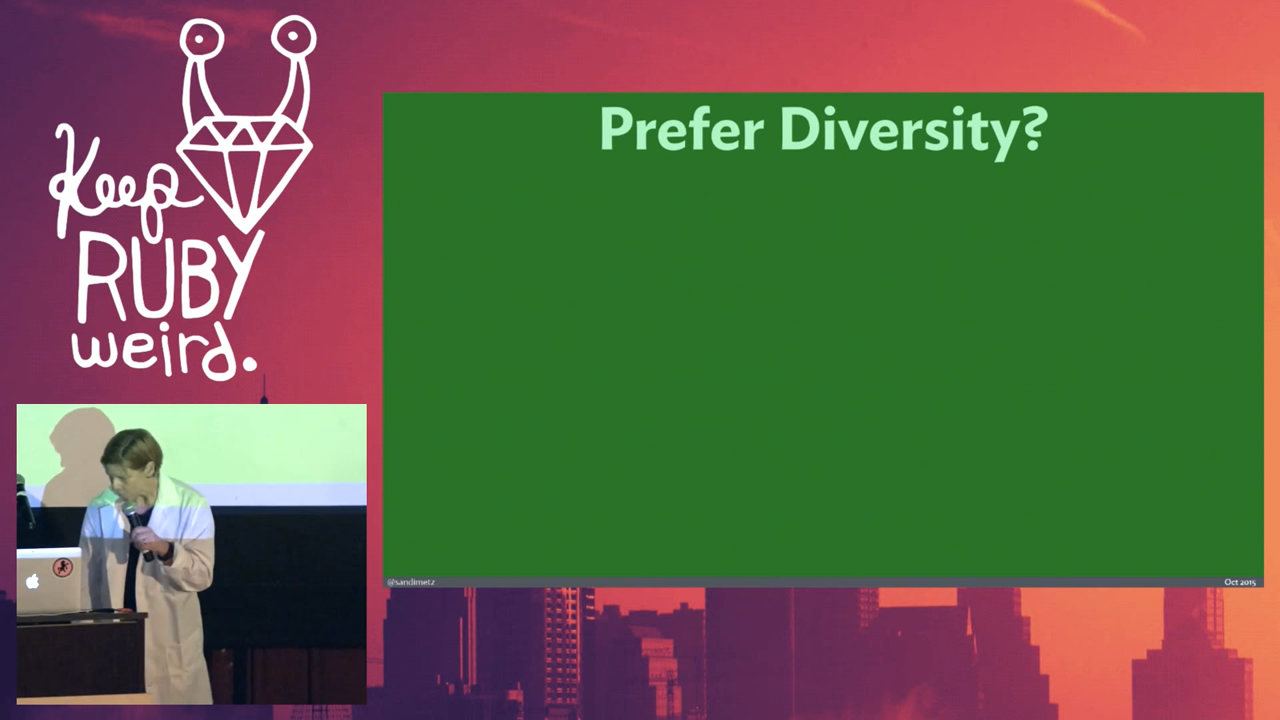 Keep
RUBY
weird.
Prefer Diversity?
@sandimetz
Oct 2015